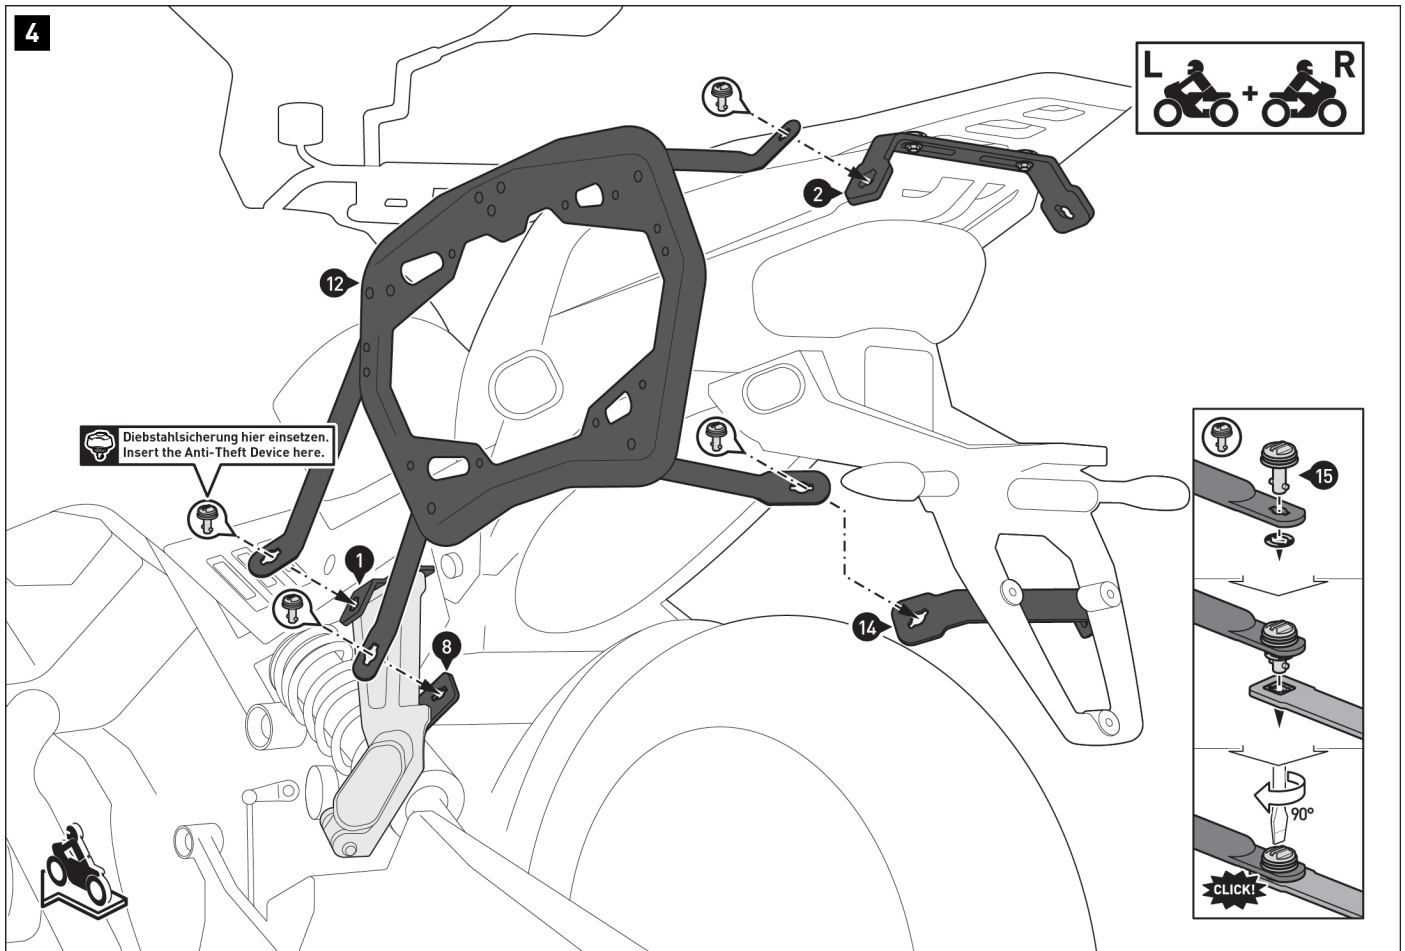 4
L + R
2
12
Diebstahlsicherung hier einsetzen.
Insert the Anti-Theft Device here.
15
1
14
8
90°
CLICK!